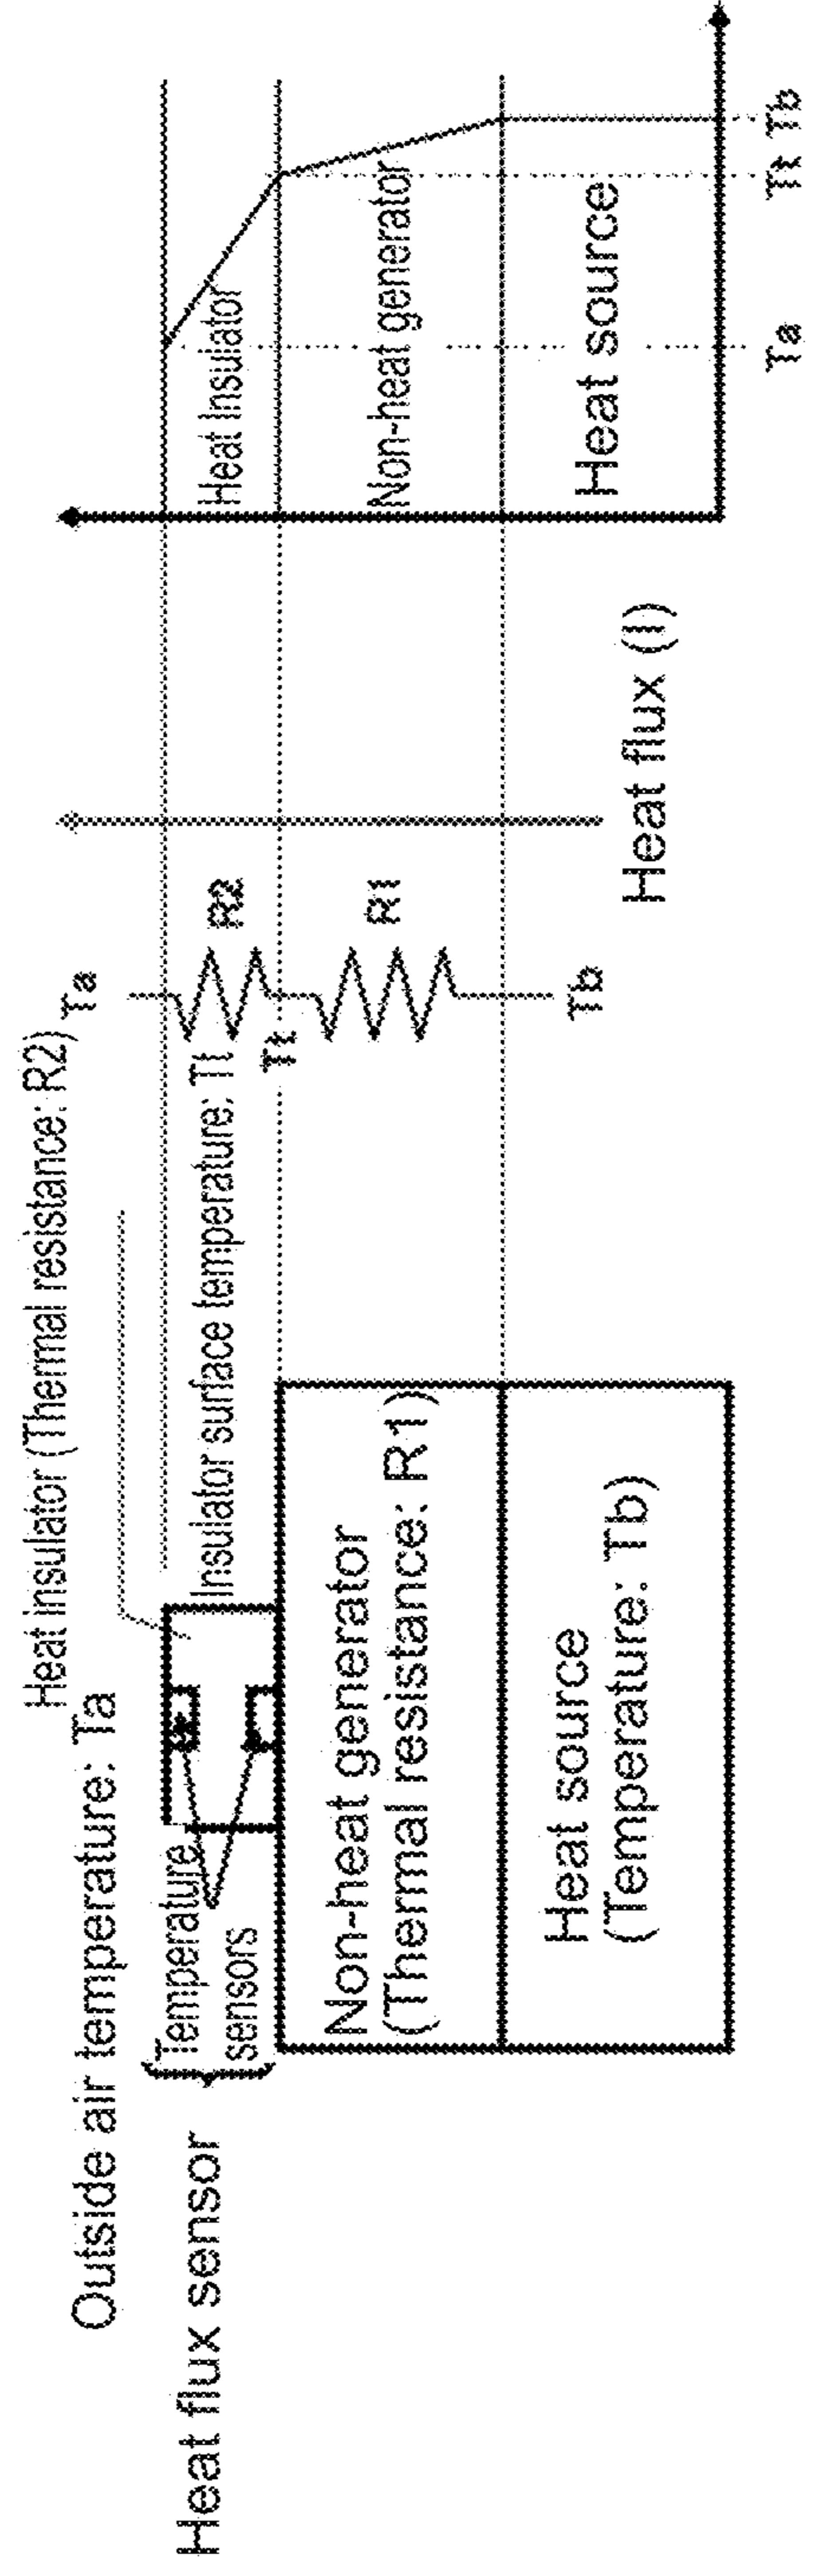 Outside air temperature: Ta
Heat insulator (Thermal resistance: R2)
Heat flux sensor
Temperature
sensors
Insulator surface temperature: Tt
Non-heat generator
(Thermal resistance: R1)
Heat source
(Temperature: Tb)
Ta
R2
Tt
R1
Tb
Heat flux (I)
Heat Insulator
Non-heat generator
Heat source
Ta
Tt
Tb